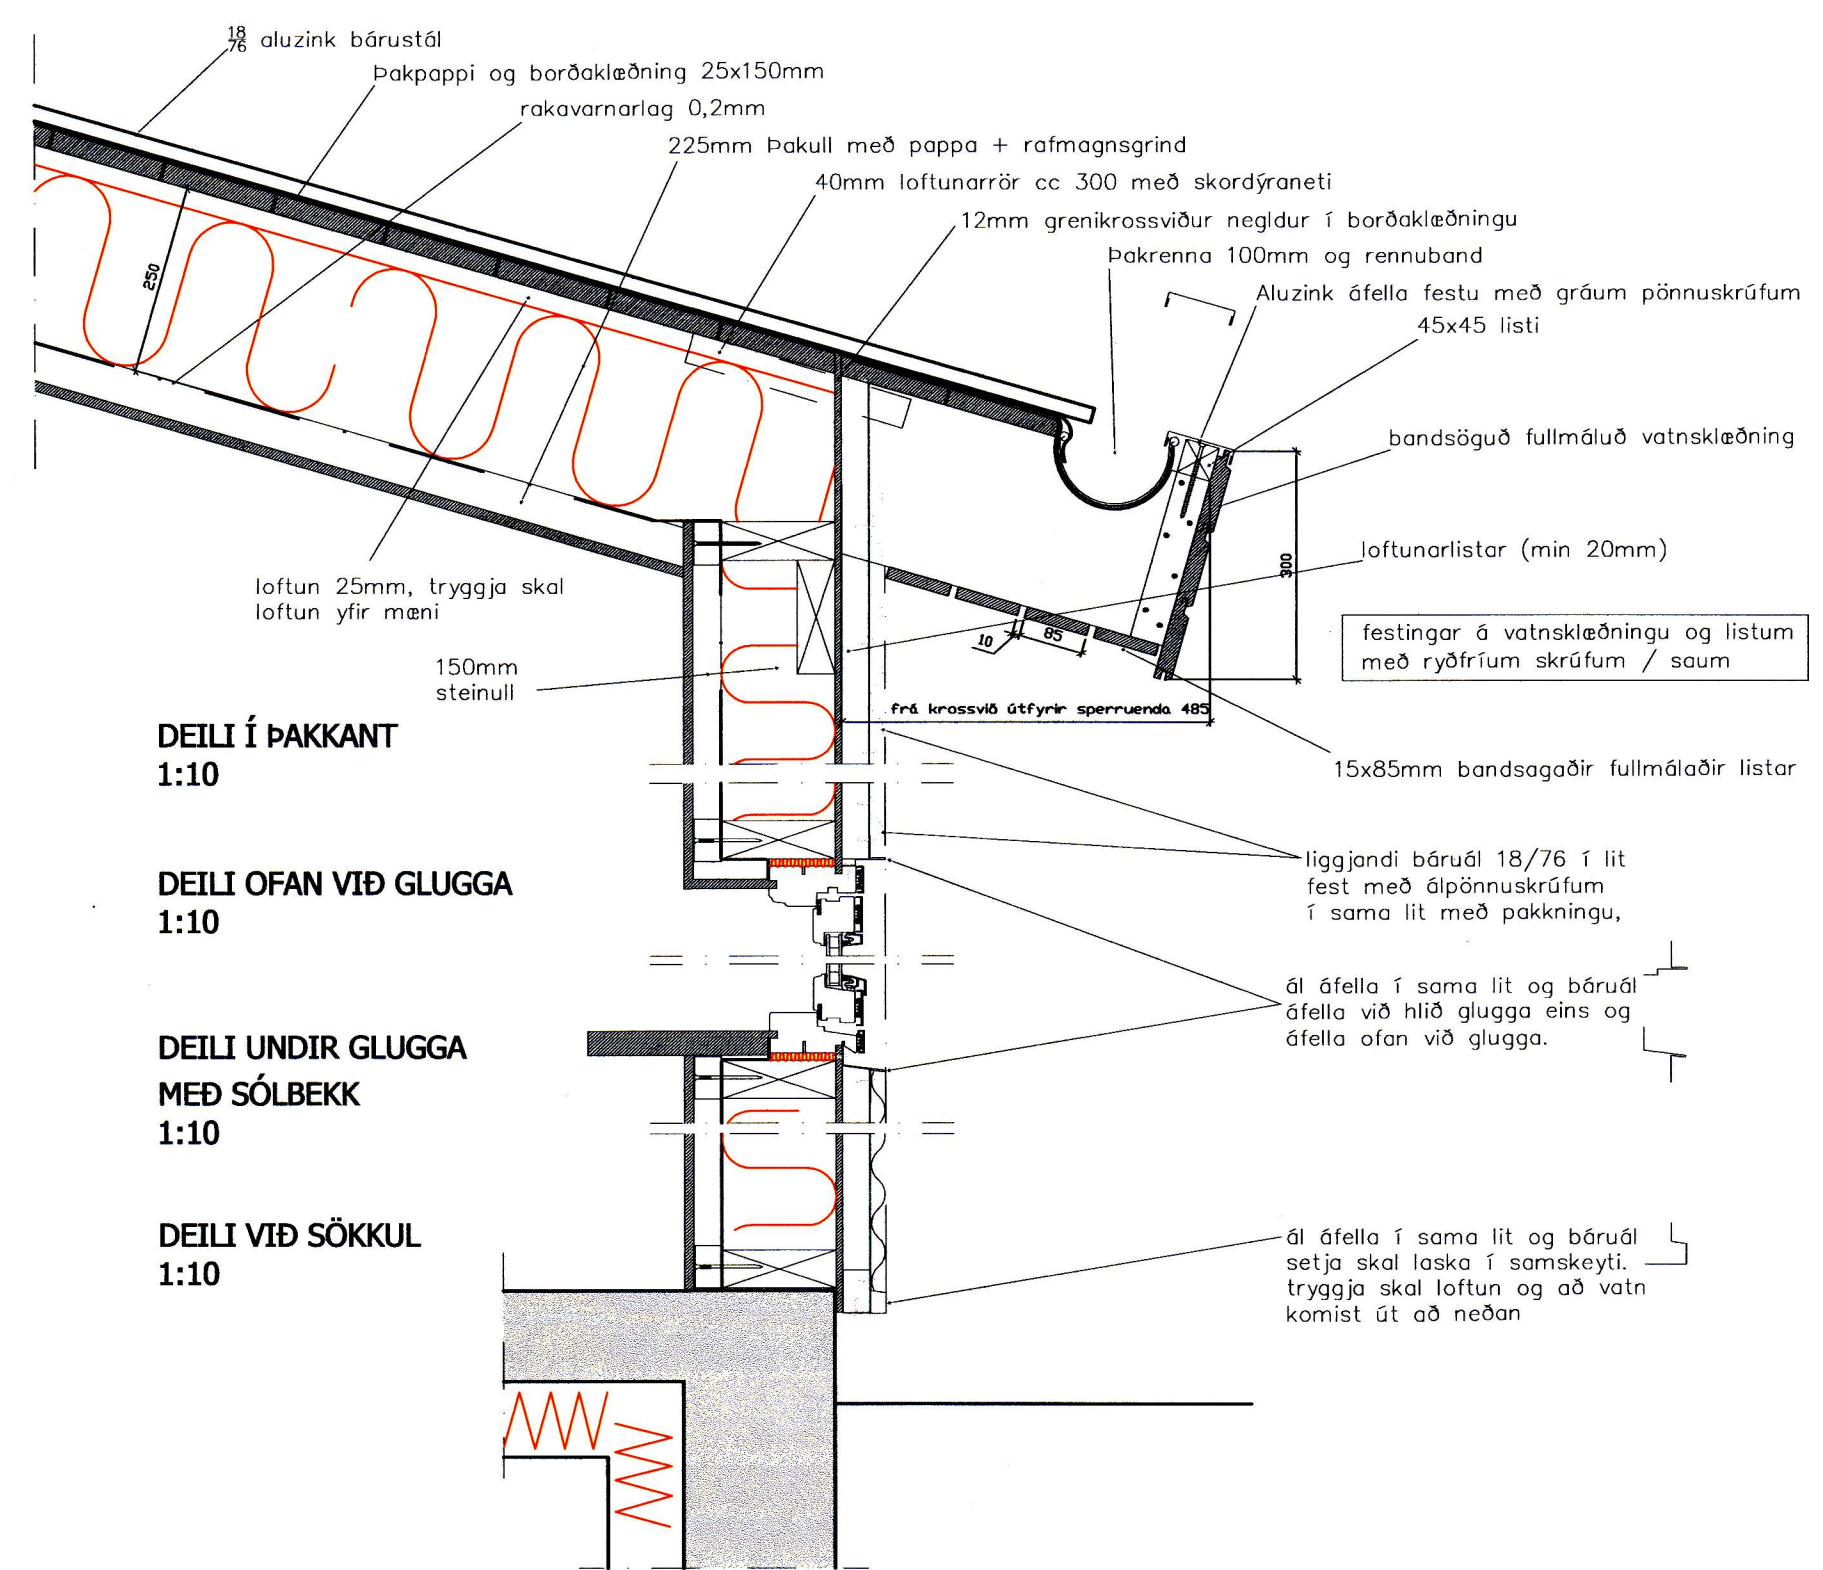 18
76 aluzink bárustál
Þakpappi og borðaklæðning 25x150mm
rakavarnarlag 0,2mm
225mm Þakull með pappa + rafmagnsgrind
40mm loftunarrör cc 300 með skordýraneti
12mm grenikrossviður negldur í borðaklæðningu
Þakrenna 100mm og rennuband
Aluzink áfella festu með gráum pönnuskrúfum
45x45 listi
250
bandsöguð fullmáluð vatnsklæðning
loftunarlistar (min 20mm)
300
loftun 25mm, tryggja skal
loftun yfir mæni
10
85
festingar á vatnsklæðningu og listum
með ryðfríum skrúfum / saum
150mm
steinull
frá krossvið útfyrir sperruenda 485
DEILI Í ÞAKKANT
1:10
15x85mm bandsagaðir fullmálaðir listar
DEILI OFAN VIÐ GLUGGA
1:10
liggjandi báruál 18/76 í lit
fest með álpönnuskrúfum
í sama lit með pakkningu,
ál áfella í sama lit og báruál
áfella við hlið glugga eins og
áfella ofan við glugga.
DEILI UNDIR GLUGGA
MEÐ SÓLBEKK
1:10
DEILI VIÐ SÖKKUL
1:10
ál áfella í sama lit og báruál
setja skal laska í samskeyti.
tryggja skal loftun og að vatn
komist út að neðan